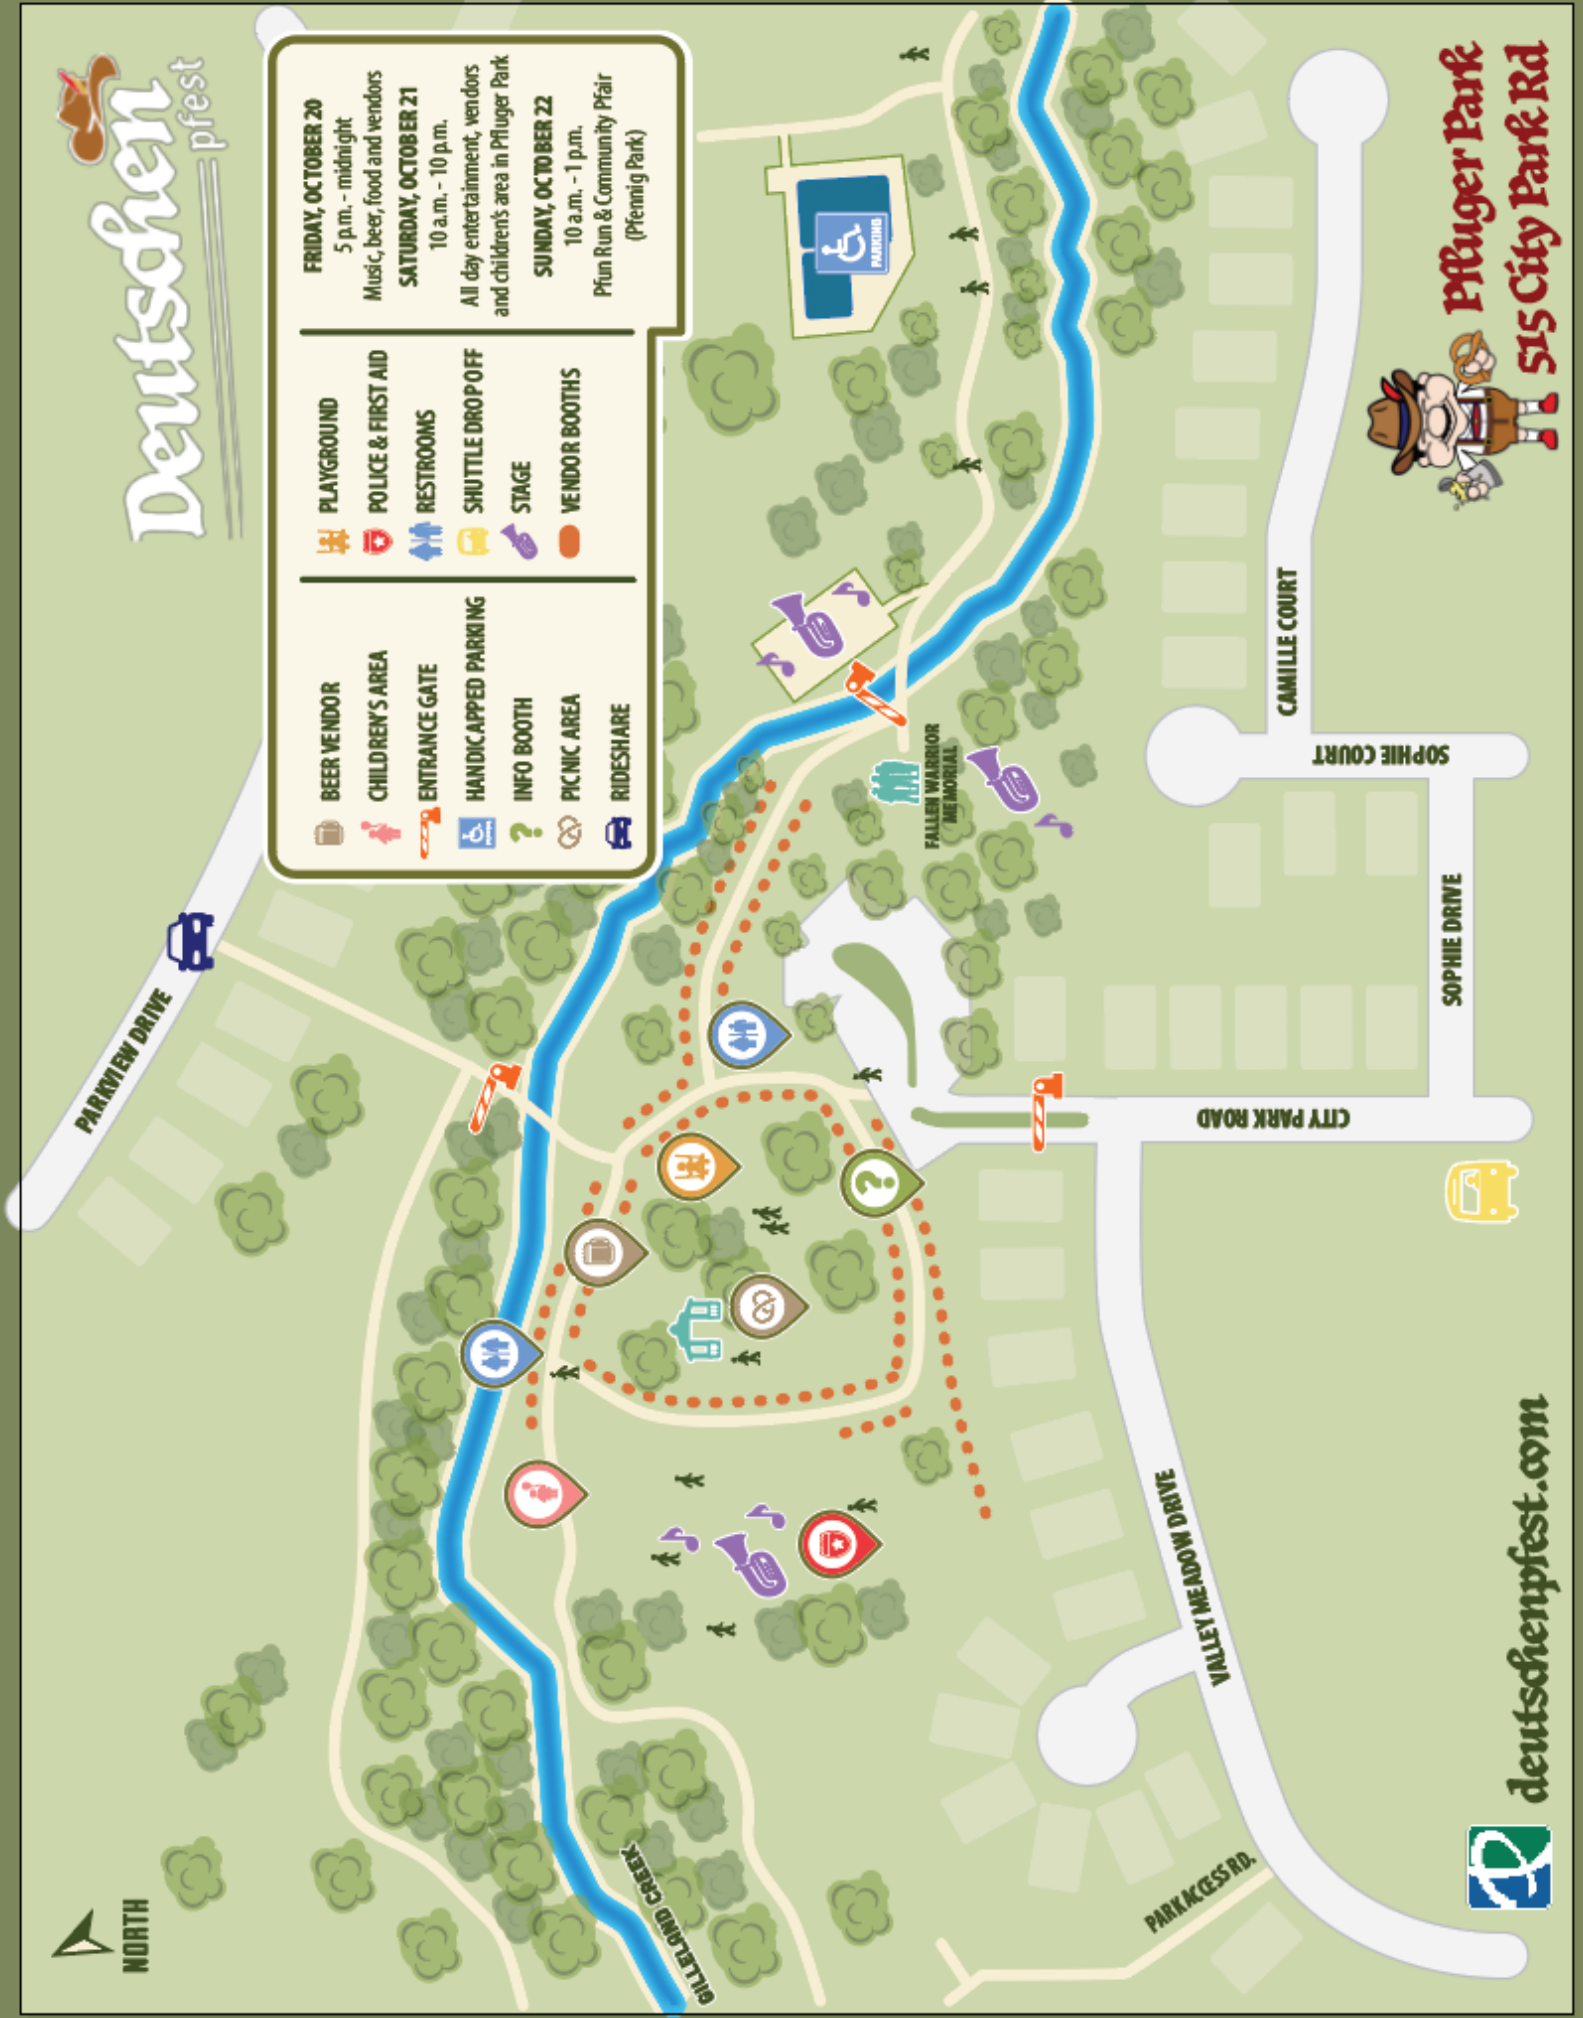 Deutschen
pfest
BEER VENDOR
CHILDREN'S AREA
ENTRANCE GATE
HANDICAPPED PARKING
INFO BOOTH
PICNIC AREA
RIDESHARE
PLAYGROUND
POLICE & FIRST AID
RESTROOMS
SHUTTLE DROP OFF
STAGE
VENDOR BOOTHS
FRIDAY, OCTOBER 20
5 p.m. - midnight
Music, beer, food and vendors
SATURDAY, OCTOBER 21
10 a.m. - 10 p.m.
All day entertainment, vendors
and children's area in Pfluger Park
SUNDAY, OCTOBER 22
10 a.m. - 1 p.m.
Pfun Run & Community Pfair
(Pfennig Park)
NORTH
PARKVIEW DRIVE
GILLELAND CREEK
PARKING
FALLEN WARRIOR
MEMORIAL
CAMILLE COURT
SOPHIE COURT
SOPHIE DRIVE
CITY PARK ROAD
VALLEY MEADOW DRIVE
PARK ACCESS RD.
deutschenpfest.com
Pfluger Park
515 City Park Rd